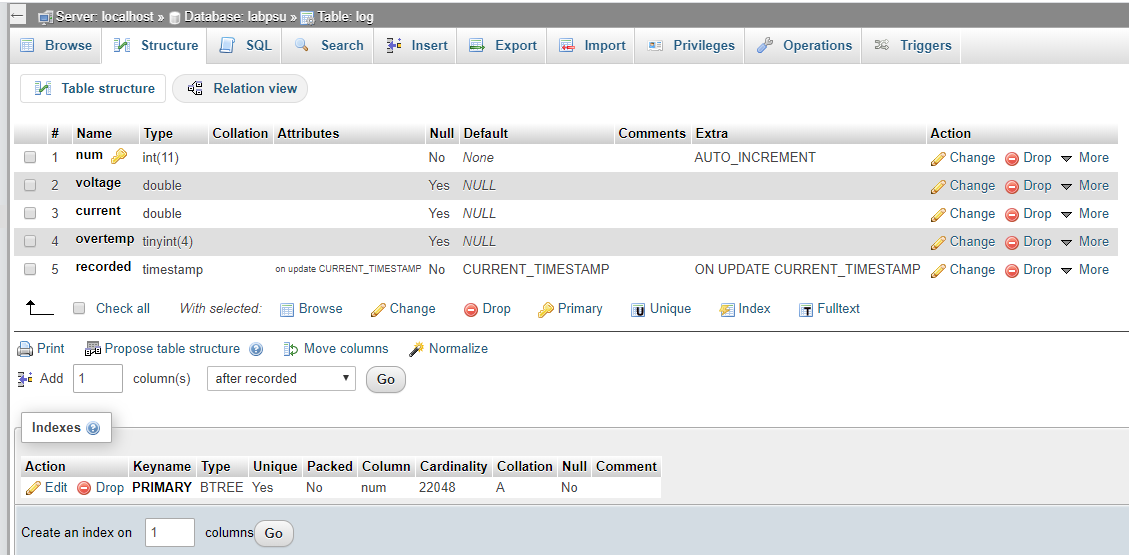 Server: localhost » Database: labpsu » Table: log
Browse Structure SQL Search Insert Export Import Privileges Operations Triggers
Table structure Relation view
# Name Type Collation Attributes Null Default Comments Extra Action
1 num int(11) No None AUTO_INCREMENT Change Drop More
2 voltage double Yes NULL Change Drop More
3 current double Yes NULL Change Drop More
4 overtemp tinyint(4) Yes NULL Change Drop More
5 recorded timestamp on update CURRENT_TIMESTAMP No CURRENT_TIMESTAMP ON UPDATE CURRENT_TIMESTAMP Change Drop More
Check all With selected: Browse Change Drop Primary Unique Index Fulltext
Print Propose table structure Move columns Normalize
Add 1 column(s) after recorded Go
Indexes
Action Keyname Type Unique Packed Column Cardinality Collation Null Comment
Edit Drop PRIMARY BTREE Yes No num 22048 A No
Create an index on 1 columns Go